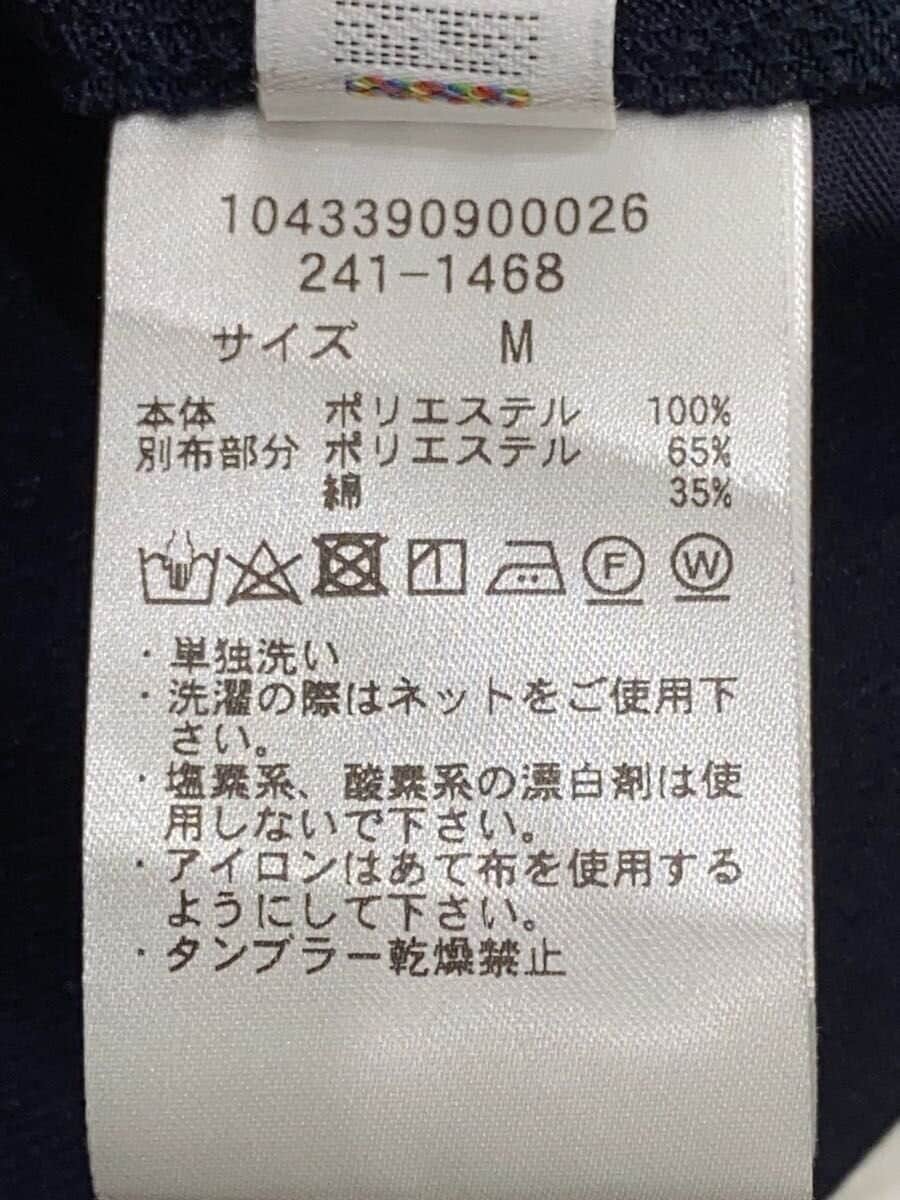 1043390900026
241-1468
サイズ M
本体 ポリエステル 100%
別布部分 ポリエステル 65%
綿 35%
F W
・単独洗い
・洗濯の際はネットをご使用下
さい。
・塩素系、酸素系の漂白剤は使
用しないで下さい。
・アイロンはあて布を使用する
ようにして下さい。
・タンブラー乾燥禁止